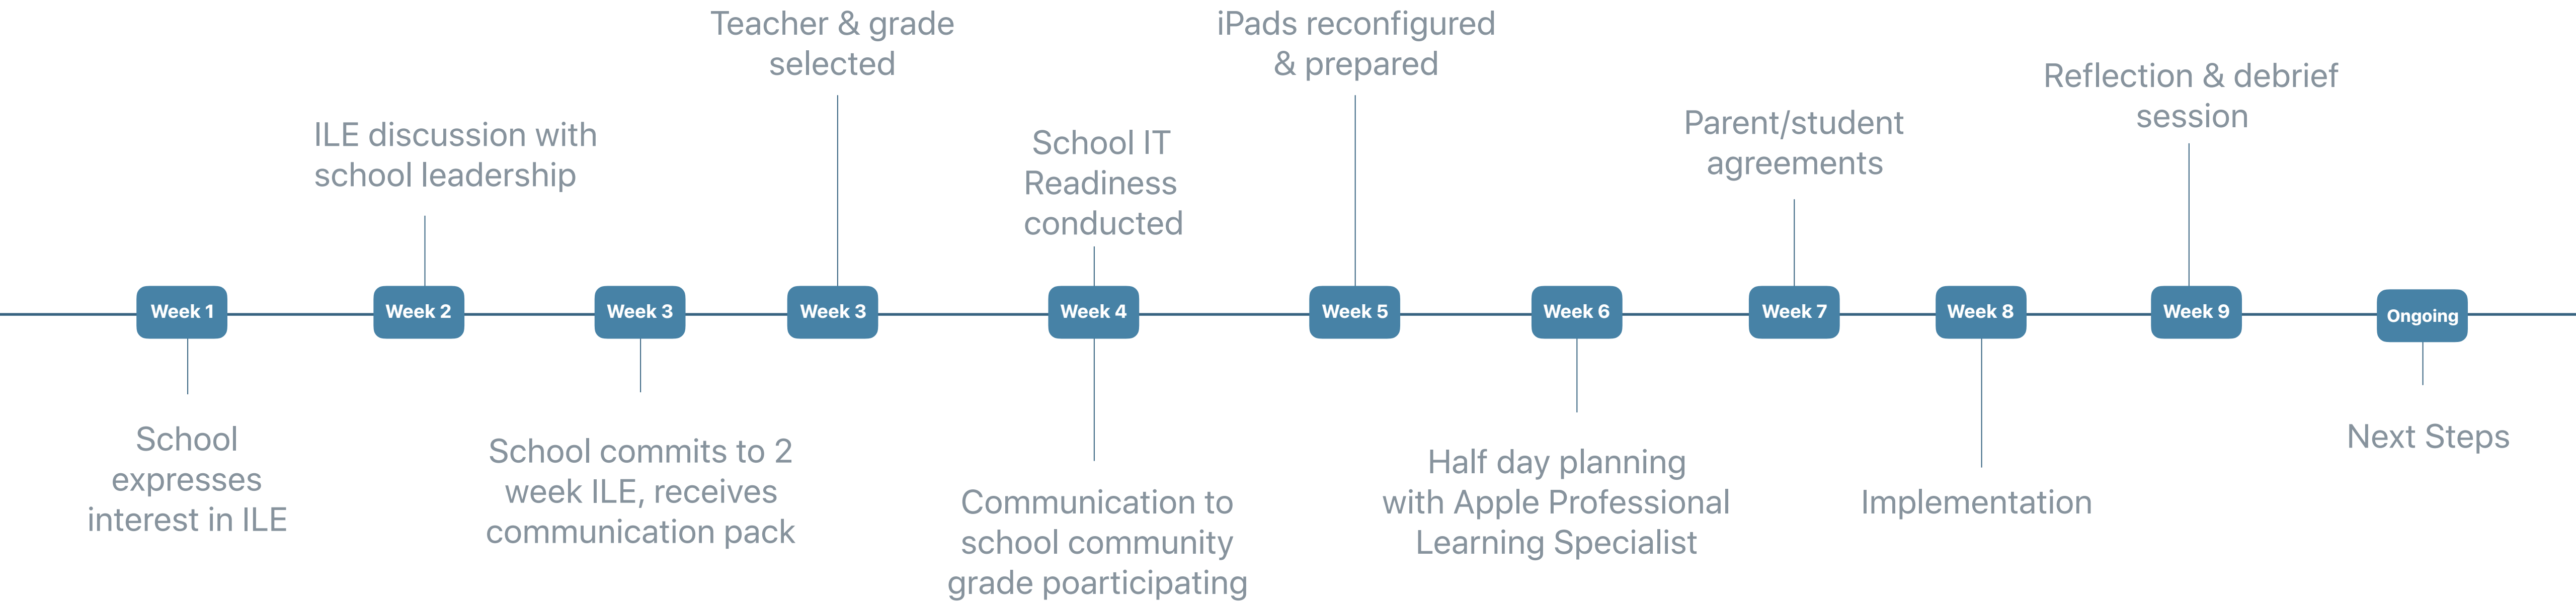 Teacher & grade
selected
iPads reconfigured
& prepared
Reflection & debrief
session
ILE discussion with
school leadership
School IT
Readiness
conducted
Parent/student
agreements
Week 1
Week 2
Week 3
Week 3
Week 4
Week 5
Week 6
Week 7
Week 8
Week 9
Ongoing
School
expresses
interest in ILE
School commits to 2
week ILE, receives
communication pack
Communication to
school community
grade poarticipating
Half day planning
with Apple Professional
Learning Specialist
Implementation
Next Steps